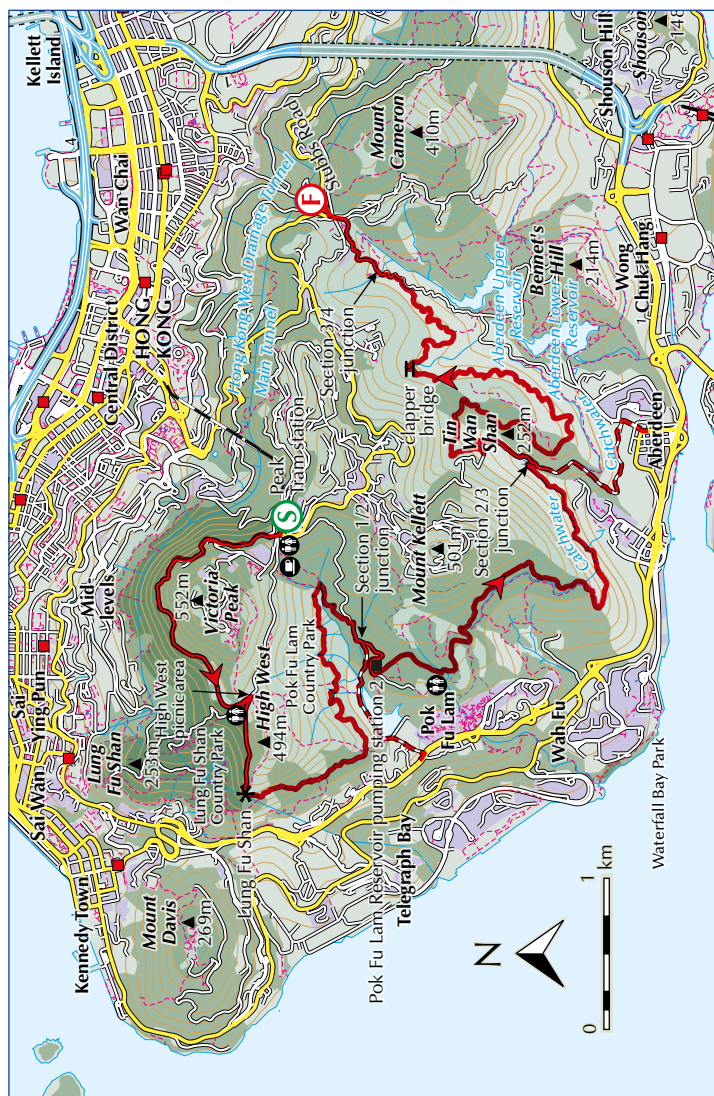 Kellett
Island
Wan Chai
Central District
HONG
KONG
Mid-
levels
Sai
Ying Pun
Sai Wan
Kennedy Town
Lung
Fu Shan
253m
Mount
Davis
269m
Hong Kong West Drainage Tunnel
Main Tunnel
Stubbs Road
F
Mount
Cameron
410m
Shouson Hill
Shouson
148
Section 3/4
junction
Peak
Tram station
S
552m
Victoria
Peak
High West
picnic area
High West
494m
Lung Fu Shan
Country Park
Lung Fu Shan
Pok Fu Lam
Country Park
Section 1/2
junction
clapper
bridge
Aberdeen Upper
Reservoir
Aberdeen Lower
Reservoir
Bennet's
Hill
214m
Wong
Chuk Hang
Tin
Wan
Shan
252m
Mount Kellett
501m
Section 2/3
junction
Catchwater
Catchwater
Aberdeen
Pok Fu Lam Reservoir pumping station 2
Pok
Fu Lam
Telegraph Bay
Wah Fu
Waterfall Bay Park
N
0
1
km
4